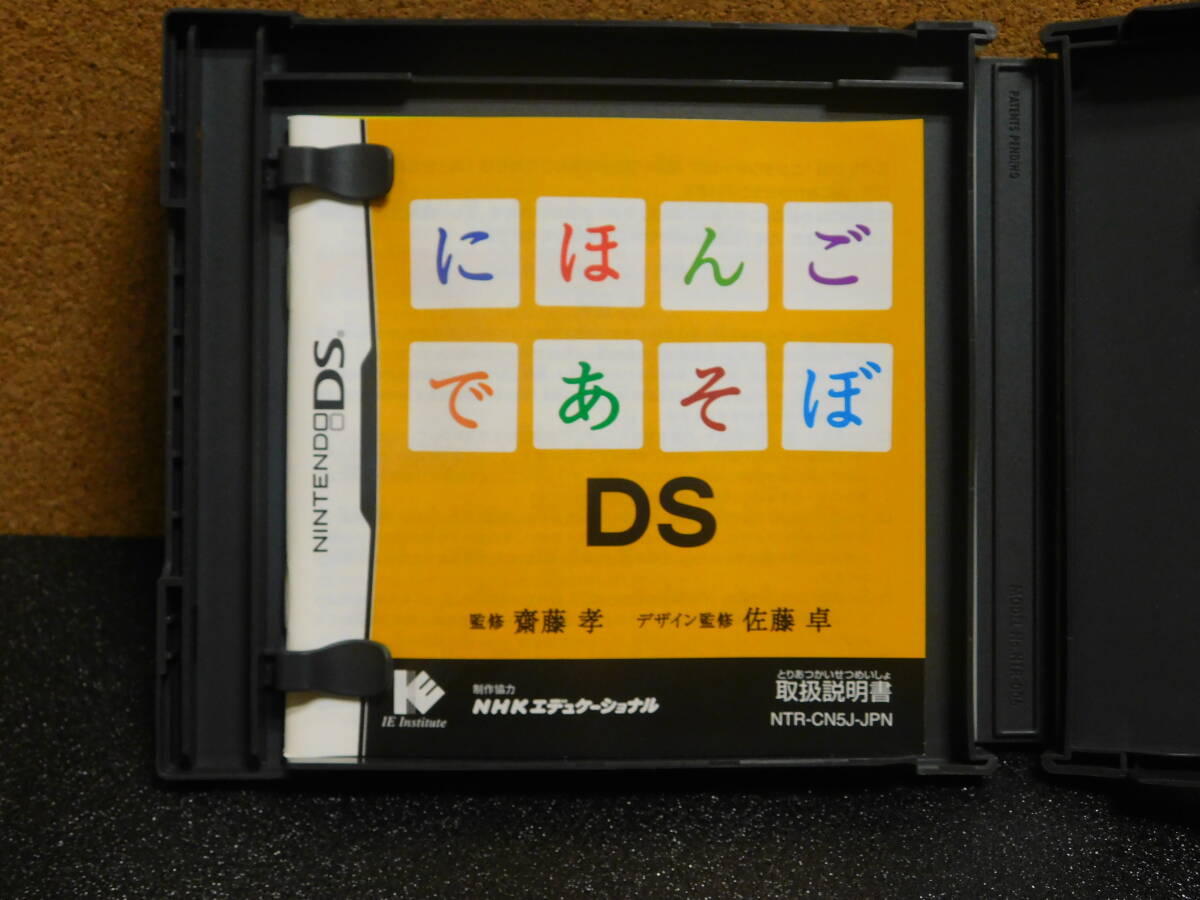 にほんご
であそぼ
DS
監修 齋藤 孝 デザイン監修 佐藤 卓
IE Institute
制作協力
NHKエデュケーショナル
とりあつかいせつめいしょ
取扱説明書
NTR-CN5J-JPN
NINTENDO DS®
PATENTS PENDING